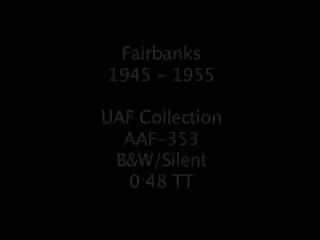 Fairbanks
1945 - 1955
UAF Collection
AAF-353
B&W/Silent
0:48 TT